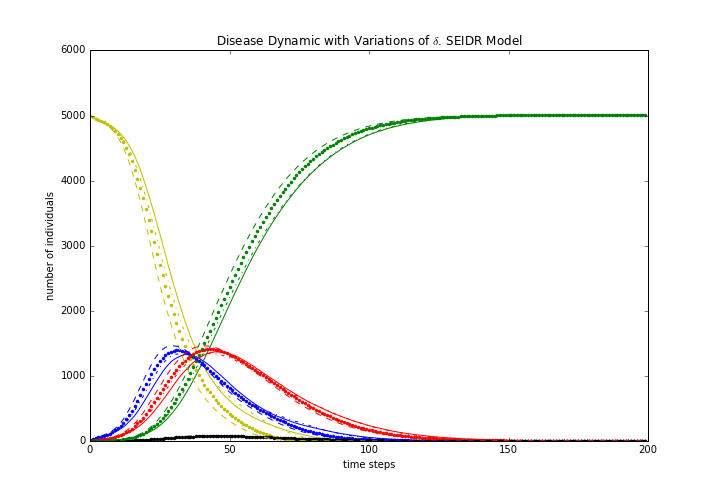 Disease Dynamic with Variations of δ. SEIDR Model
6000
5000
4000
3000
2000
1000
0
number of individuals
0 50 100 150 200
time steps